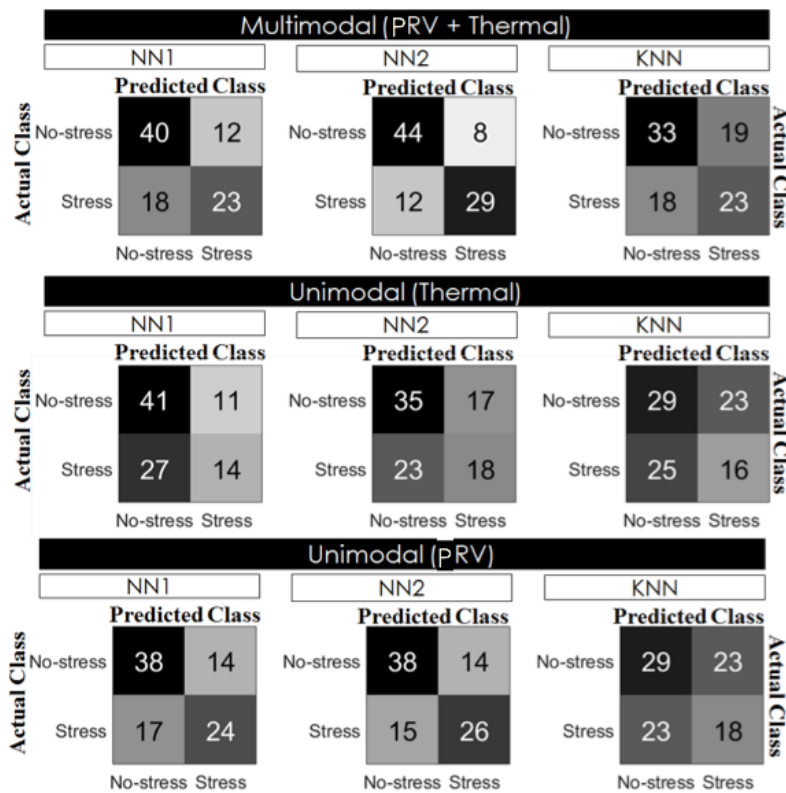 Multimodal (PRV + Thermal)
NN1 NN2 KNN
Predicted Class Predicted Class Predicted Class
Actual Class
Actual Class
No-stress 40 12 No-stress 44 8 No-stress 33 19
Stress 18 23 Stress 12 29 Stress 18 23
No-stress Stress No-stress Stress No-stress Stress
Unimodal (Thermal)
NN1 NN2 KNN
Predicted Class Predicted Class Predicted Class
Actual Class
Actual Class
No-stress 41 11 No-stress 35 17 No-stress 29 23
Stress 27 14 Stress 23 18 Stress 25 16
No-stress Stress No-stress Stress No-stress Stress
Unimodal (PRV)
NN1 NN2 KNN
Predicted Class Predicted Class Predicted Class
Actual Class
Actual Class
No-stress 38 14 No-stress 38 14 No-stress 29 23
Stress 17 24 Stress 15 26 Stress 23 18
No-stress Stress No-stress Stress No-stress Stress